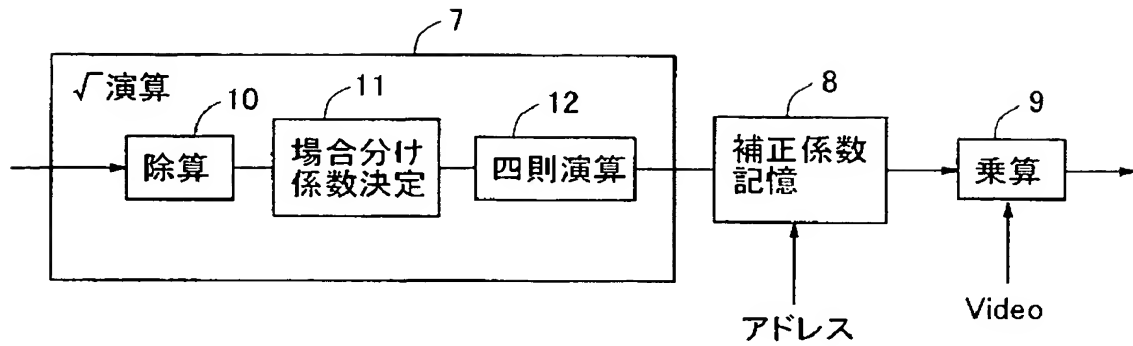 7
√演算
10
11
12
8
9
除算
場合分け
係数決定
四則演算
補正係数
記憶
乗算
アドレス
Video